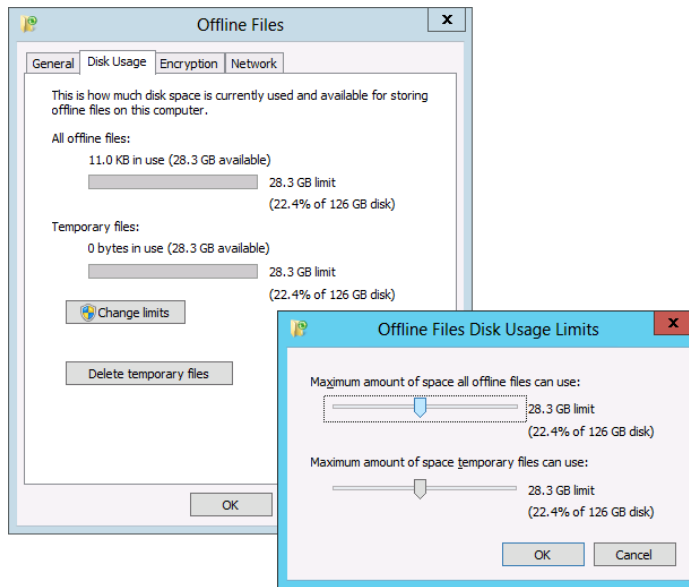 Offline Files
x
General Disk Usage Encryption Network
This is how much disk space is currently used and available for storing
offline files on this computer.
All offline files:
11.0 KB in use (28.3 GB available)
28.3 GB limit
(22.4% of 126 GB disk)
Temporary files:
0 bytes in use (28.3 GB available)
28.3 GB limit
(22.4% of 126 GB disk)
Change limits
Delete temporary files
OK
Offline Files Disk Usage Limits
x
Maximum amount of space all offline files can use:
28.3 GB limit
(22.4% of 126 GB disk)
Maximum amount of space temporary files can use:
28.3 GB limit
(22.4% of 126 GB disk)
OK Cancel